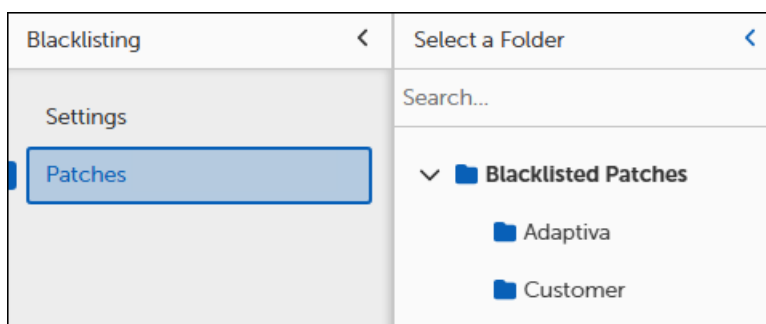 Blacklisting
Settings
Patches
Select a Folder
Search...
Blacklisted Patches
Adaptiva
Customer